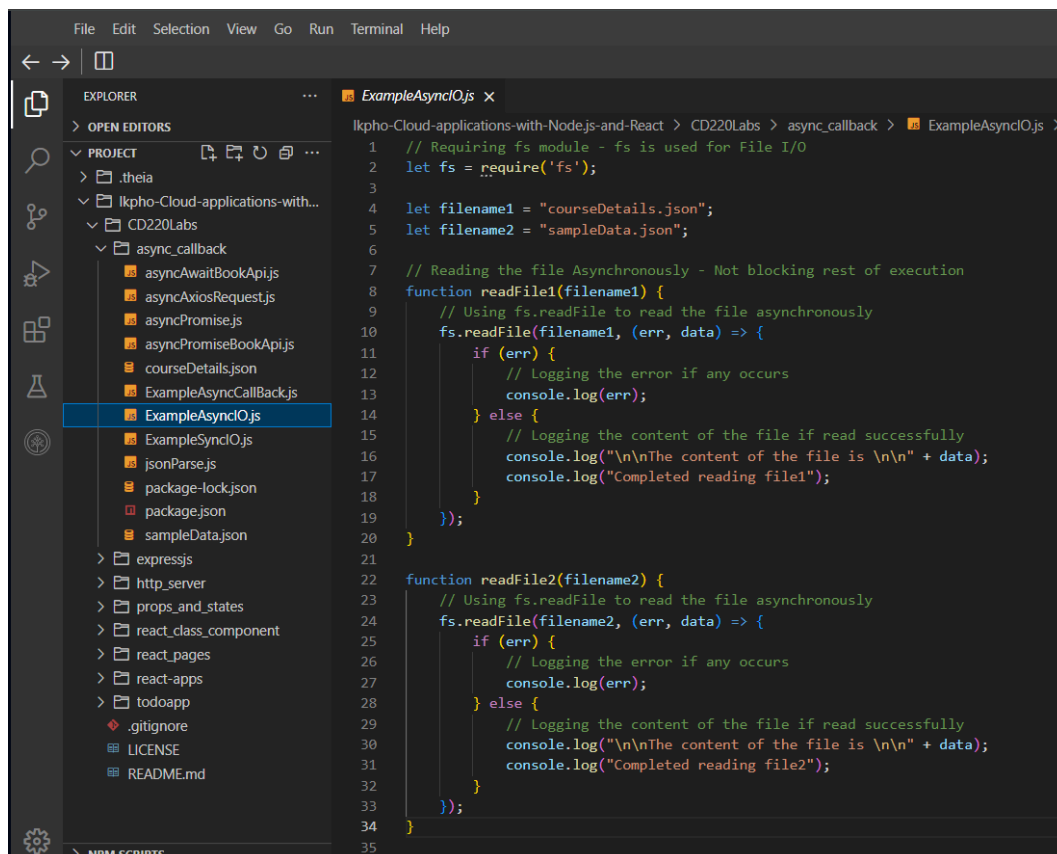 File Edit Selection View Go Run Terminal Help
EXPLORER
OPEN EDITORS
PROJECT
.theia
lkpho-Cloud-applications-with...
CD220Labs
async_callback
JS asyncAwaitBookApi.js
JS asyncAxiosRequest.js
JS asyncPromise.js
JS asyncPromiseBookApi.js
courseDetails.json
JS ExampleAsyncCallBack.js
JS ExampleAsyncIO.js
JS ExampleSyncIO.js
JS jsonParse.js
package-lock.json
package.json
sampleData.json
expressjs
http_server
props_and_states
react_class_component
react_pages
react-apps
todoapp
.gitignore
LICENSE
README.md
NPM SCRIPTS
JS ExampleAsyncIO.js
lkpho-Cloud-applications-with-Node.js-and-React > CD220Labs > async_callback > JS ExampleAsyncIO.js >
1 // Requiring fs module - fs is used for File I/O
2 let fs = require('fs');
3
4 let filename1 = "courseDetails.json";
5 let filename2 = "sampleData.json";
6
7 // Reading the file Asynchronously - Not blocking rest of execution
8 function readFile1(filename1) {
9 // Using fs.readFile to read the file asynchronously
10 fs.readFile(filename1, (err, data) => {
11 if (err) {
12 // Logging the error if any occurs
13 console.log(err);
14 } else {
15 // Logging the content of the file if read successfully
16 console.log("\n\nThe content of the file is \n\n" + data);
17 console.log("Completed reading file1");
18 }
19 });
20 }
21
22 function readFile2(filename2) {
23 // Using fs.readFile to read the file asynchronously
24 fs.readFile(filename2, (err, data) => {
25 if (err) {
26 // Logging the error if any occurs
27 console.log(err);
28 } else {
29 // Logging the content of the file if read successfully
30 console.log("\n\nThe content of the file is \n\n" + data);
31 console.log("Completed reading file2");
32 }
33 });
34 }
35